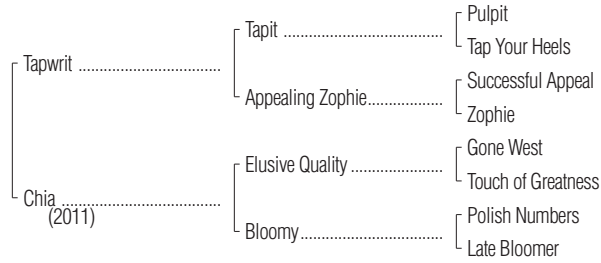 Pulpit
Tapit ................................
Tap Your Heels
Tapwrit .............................
Successful Appeal
Appealing Zophie.................
Zophie
Gone West
Elusive Quality ...................
Touch of Greatness
Chia ................................
(2011)
Polish Numbers
Bloomy.............................
Late Bloomer